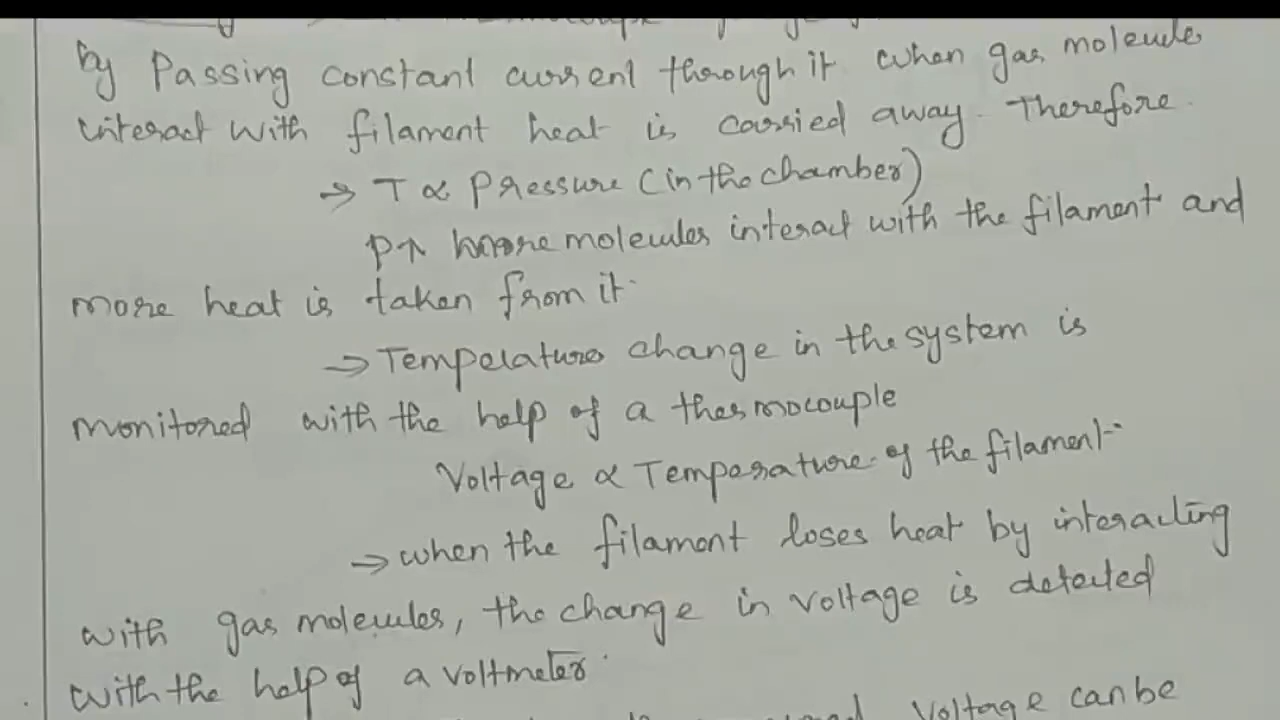 by Passing constant current through it when gas molecules
interact with filament heat is carried away. Therefore.
→ T ∝ Pressure (in the chamber)
P↑ more molecules interact with the filament and
more heat is taken from it.
→ Temperature change in the system is
monitored with the help of a thermocouple
Voltage ∝ Temperature of the filament.
→ when the filament loses heat by interacting
with gas molecules, the change in voltage is detected
with the help of a voltmeter.
Voltage can be